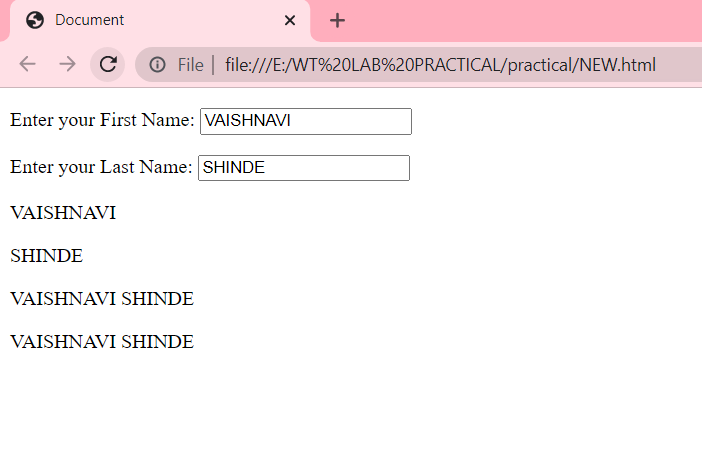 Document
File | file:///E:/WT%20LAB%20PRACTICAL/practical/NEW.html
Enter your First Name: VAISHNAVI
Enter your Last Name: SHINDE
VAISHNAVI
SHINDE
VAISHNAVI SHINDE
VAISHNAVI SHINDE